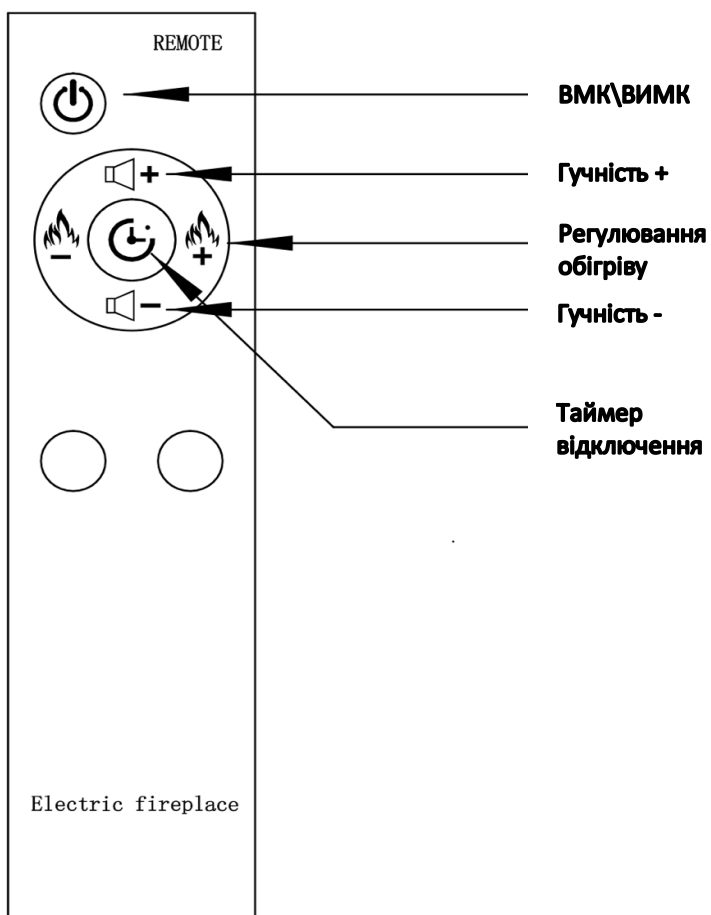 REMOTE
ВМК\ВИМК
Гучність +
Регулювання
обігріву
Гучність -
Таймер
відключення
Electric fireplace